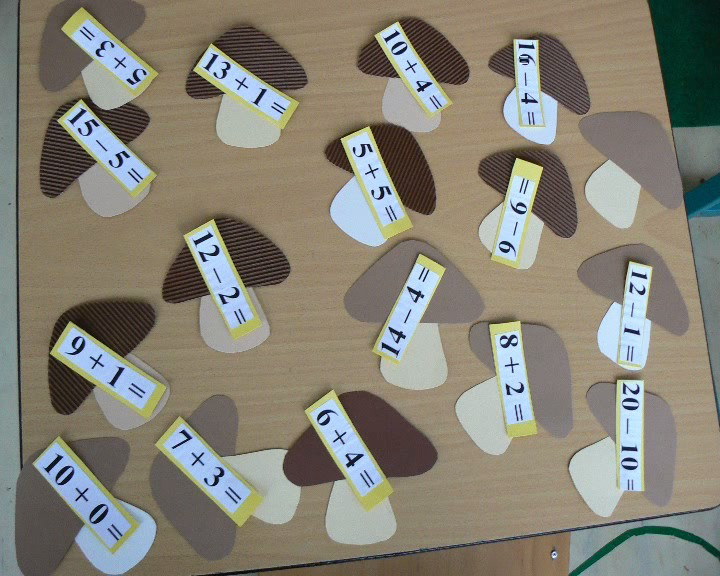 5 + 3 =
13 + 1 =
10 + 4 =
16 − 4 =
15 − 5 =
5 + 5 =
9 − 6 =
12 − 2 =
14 − 4 =
12 − 1 =
9 + 1 =
8 + 2 =
20 − 10 =
6 + 4 =
7 + 3 =
10 + 0 =